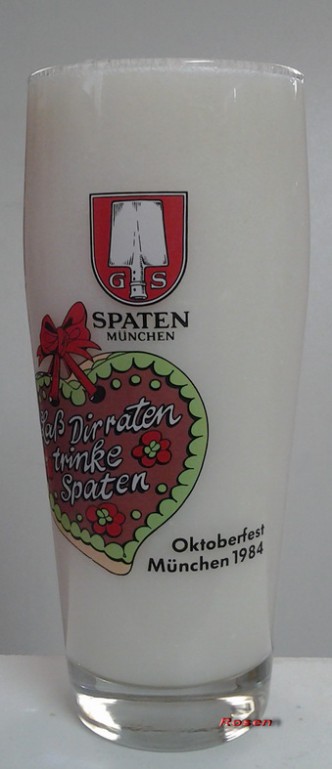 G S
SPATEN
MÜNCHEN
Laß Dir raten
trinke
Spaten
Oktoberfest
München 1984
Rosen